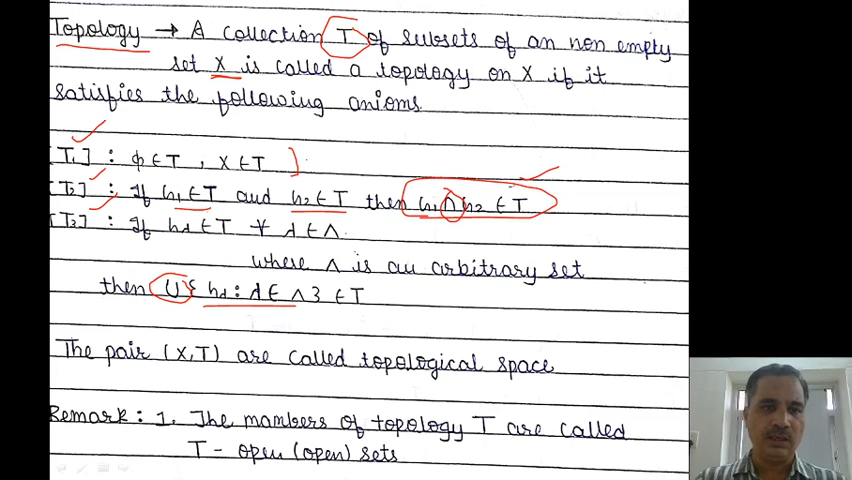 Topology → A collection T of subsets of an non empty
set X is called a topology on X if it
satisfies the following anioms
[T1] : ϕ ∈ T , X ∈ T
[T2] : If h1 ∈ T and h2 ∈ T then h1 ∩ h2 ∈ T
[T3] : If hλ ∈ T ∀ λ ∈ Λ
where Λ is an arbitrary set
then ∪ { hλ : λ ∈ Λ } ∈ T
The pair (X,T) are called topological space
Remark : 1. The mambers of topology T are called
T - open (open) sets